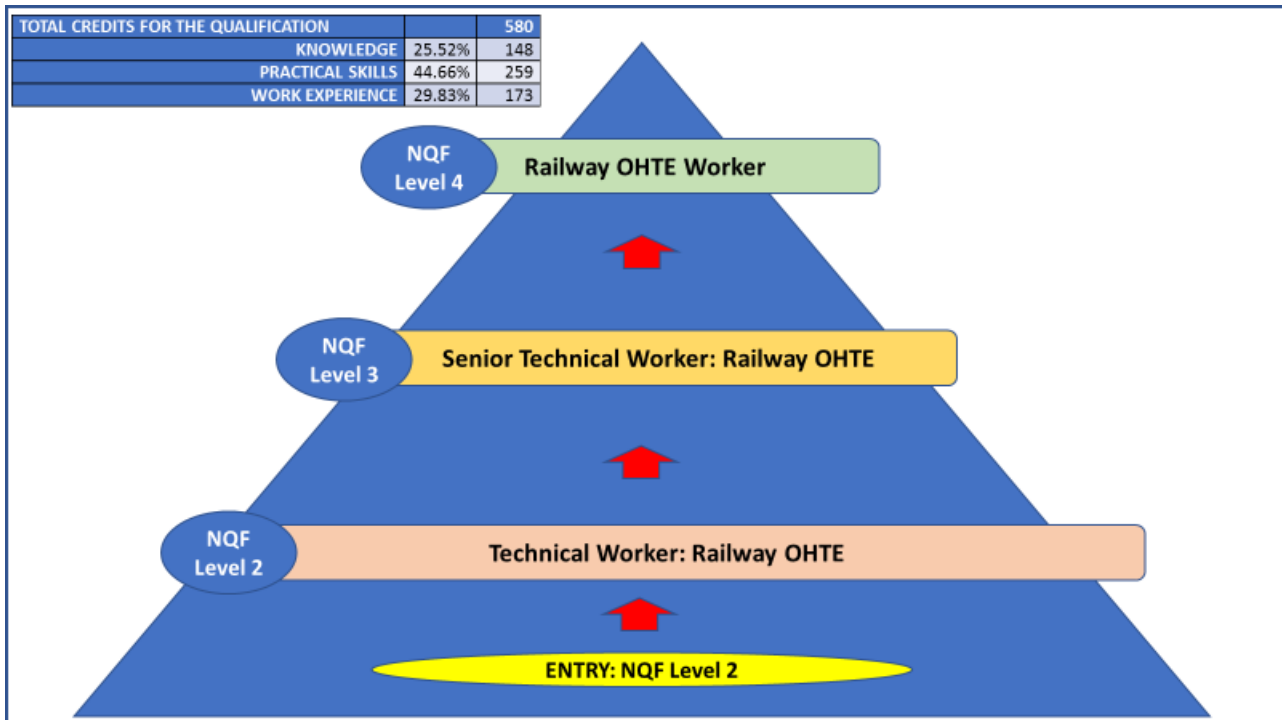 TOTAL CREDITS FOR THE QUALIFICATION 580
KNOWLEDGE 25.52% 148
PRACTICAL SKILLS 44.66% 259
WORK EXPERIENCE 29.83% 173
NQF
Level 4
Railway OHTE Worker
NQF
Level 3
Senior Technical Worker: Railway OHTE
NQF
Level 2
Technical Worker: Railway OHTE
ENTRY: NQF Level 2